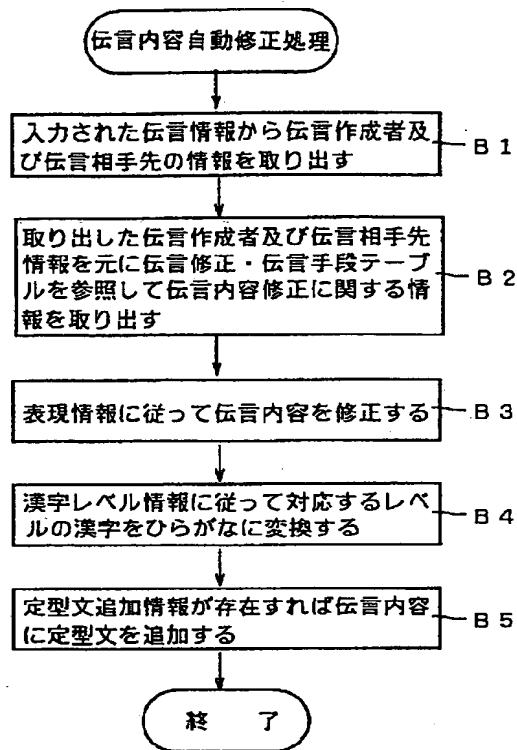 伝言内容自動修正処理
入力された伝言情報から伝言作成者及
び伝言相手先の情報を取り出す
B1
取り出した伝言作成者及び伝言相手先
情報を元に伝言修正・伝言手段テーブ
ルを参照して伝言内容修正に関する情
報を取り出す
B2
表現情報に従って伝言内容を修正する
B3
漢字レベル情報に従って対応するレベ
ルの漢字をひらがなに変換する
B4
定型文追加情報が存在すれば伝言内容
に定型文を追加する
B5
終 了